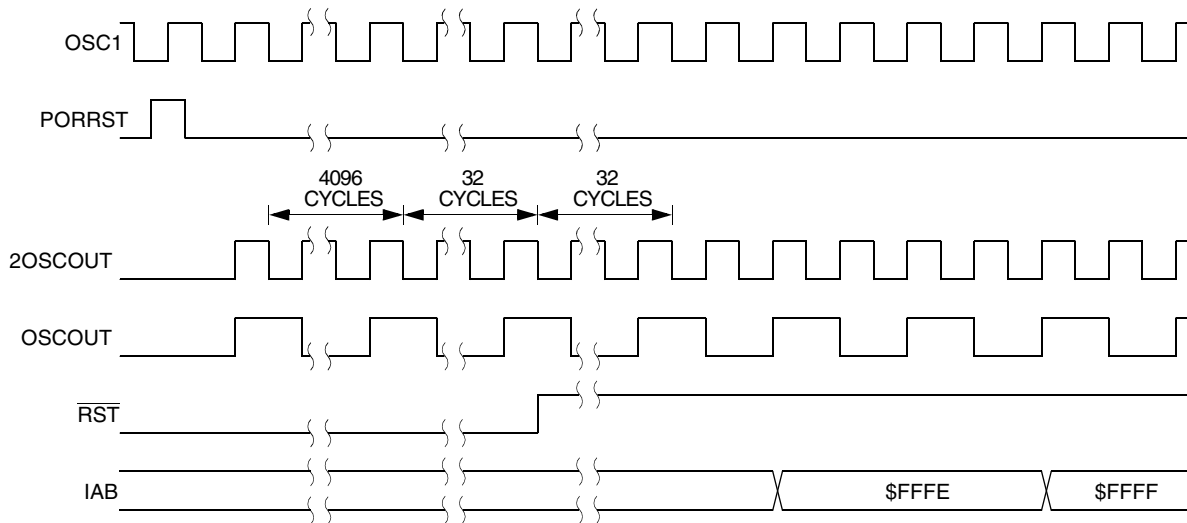 OSC1
PORRST
4096
CYCLES
32
CYCLES
32
CYCLES
2OSCOUT
OSCOUT
RST
IAB
$FFFE
$FFFF